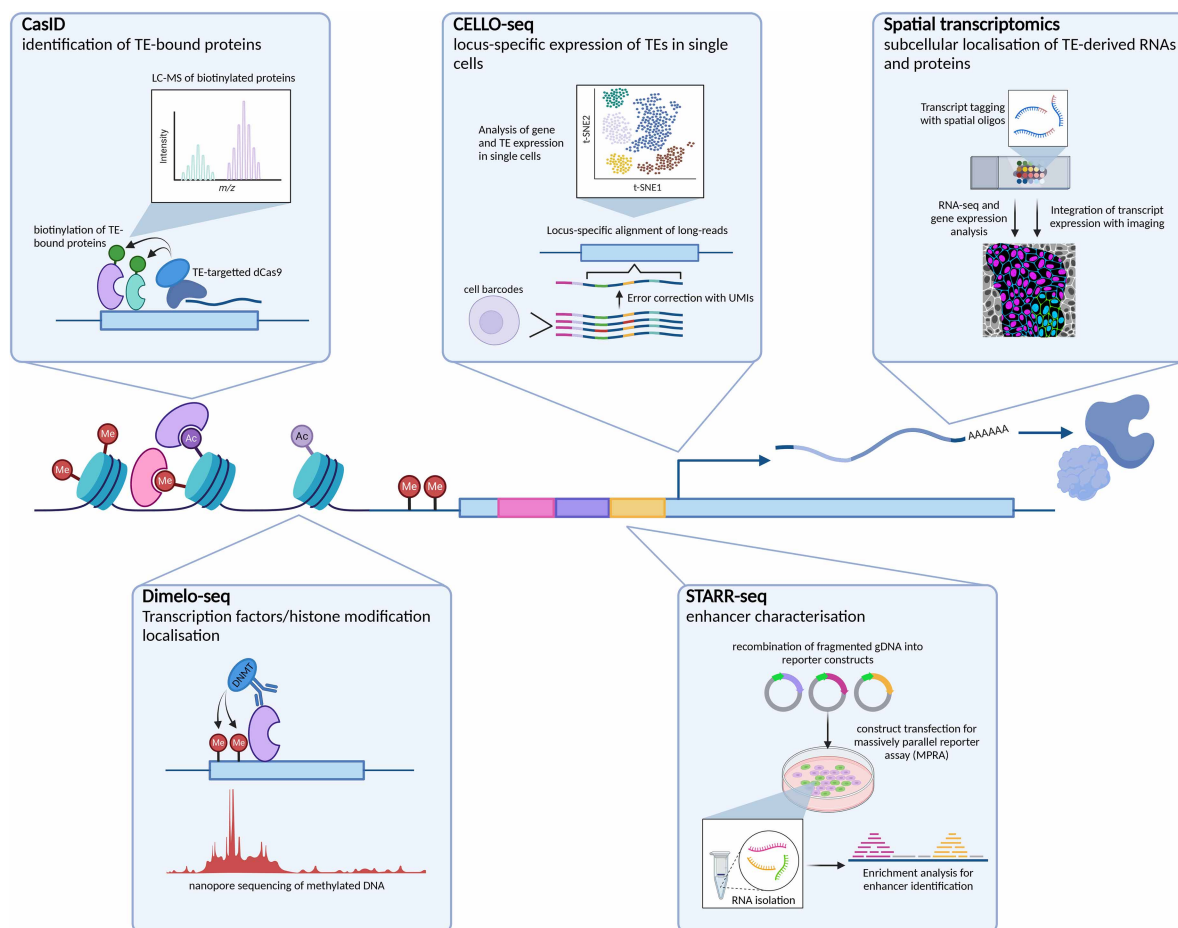 CasID
identification of TE-bound proteins
LC-MS of biotinylated proteins
Intensity
m/z
biotinylation of TE-
bound proteins
TE-targetted dCas9
CELLO-seq
locus-specific expression of TEs in single
cells
Analysis of gene
and TE expression
in single cells
t-SNE2
t-SNE1
Locus-specific alignment of long-reads
cell barcodes
Error correction with UMIs
Spatial transcriptomics
subcellular localisation of TE-derived RNAs
and proteins
Transcript tagging
with spatial oligos
RNA-seq and
gene expression
analysis
Integration of transcript
expression with imaging
Me
Me
Ac
Me
Ac
Me
Me
AAAAAA
Dimelo-seq
Transcription factors/histone modification
localisation
DNMT
Me
Me
nanopore sequencing of methylated DNA
STARR-seq
enhancer characterisation
recombination of fragmented gDNA into
reporter constructs
construct transfection for
massively parallel reporter
assay (MPRA)
RNA isolation
Enrichment analysis for
enhancer identification